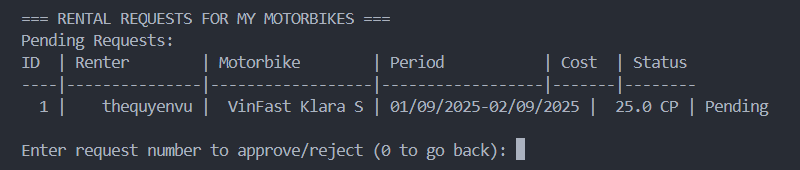 === RENTAL REQUESTS FOR MY MOTORBIKES ===
Pending Requests:
ID  | Renter        | Motorbike        | Period           | Cost  | Status
----|---------------|------------------|------------------|-------|--------
  1 |    thequyenvu |  VinFast Klara S | 01/09/2025-02/09/2025 |  25.0 CP | Pending
Enter request number to approve/reject (0 to go back):